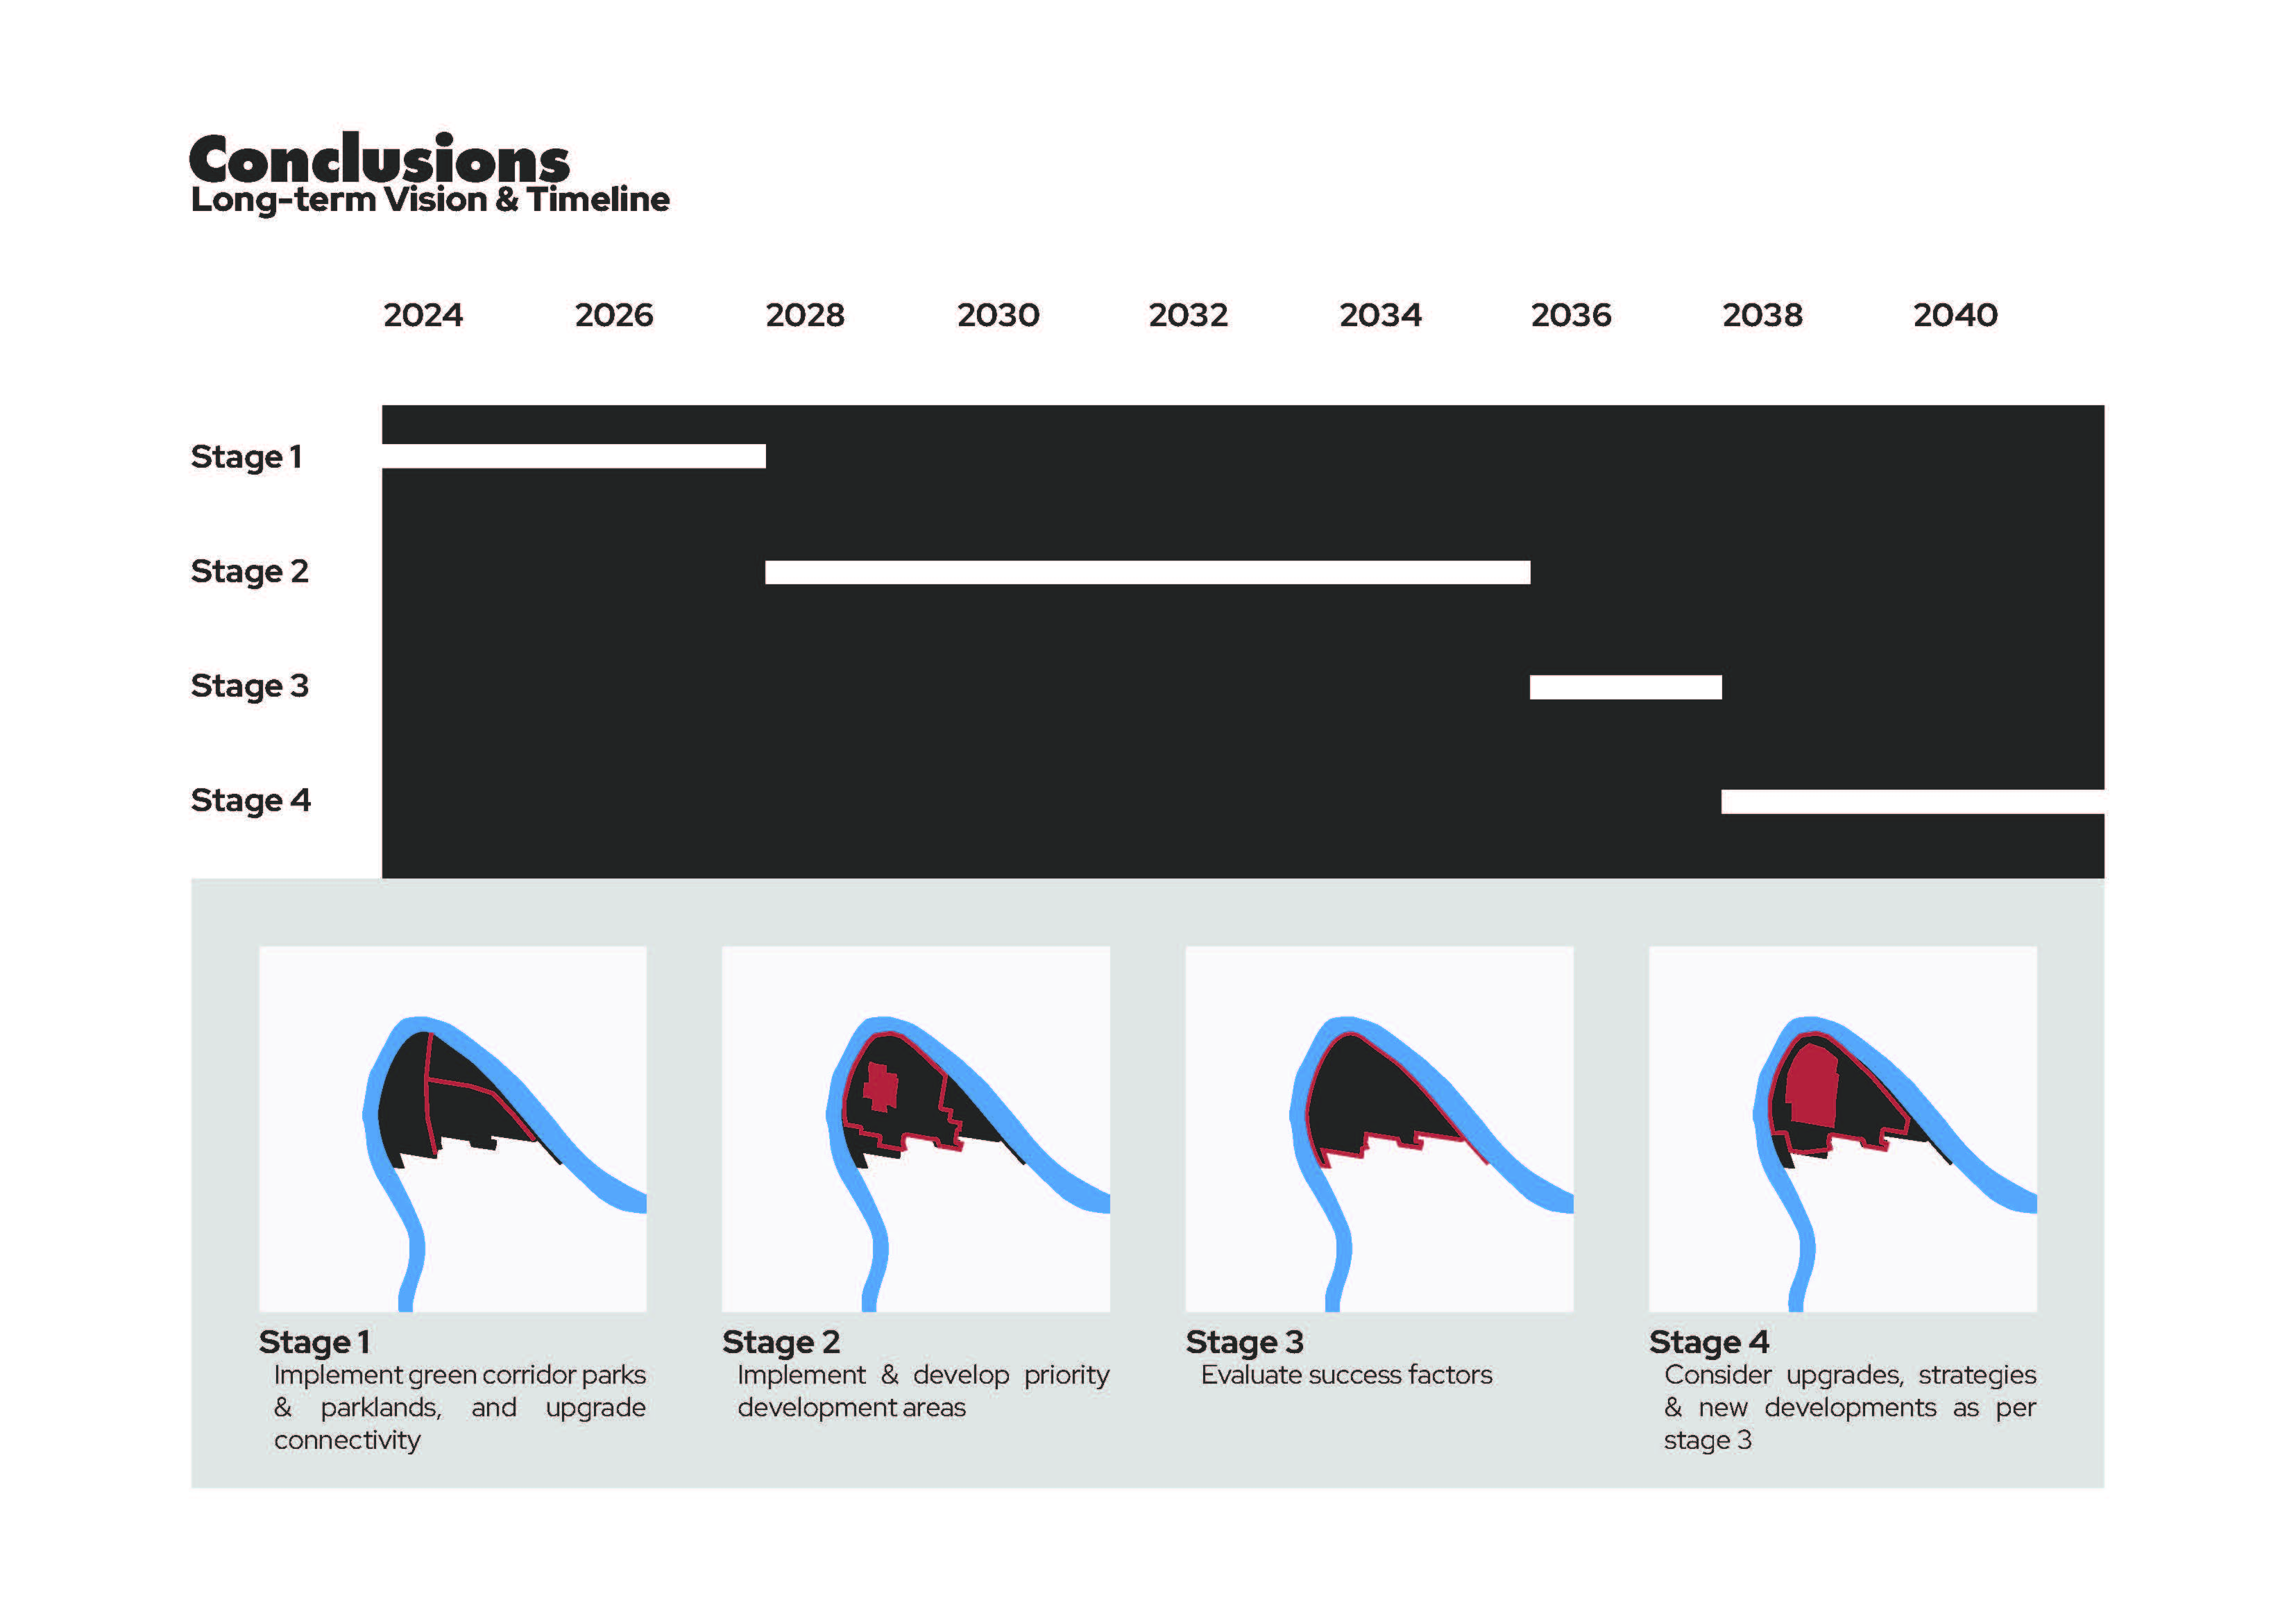 Conclusions
Long-term Vision & Timeline
2024 2026 2028 2030 2032 2034 2036 2038 2040
Stage 1
Stage 2
Stage 3
Stage 4
Stage 1
Implement green corridor parks
& parklands, and upgrade
connectivity
Stage 2
Implement & develop priority
development areas
Stage 3
Evaluate success factors
Stage 4
Consider upgrades, strategies
& new developments as per
stage 3